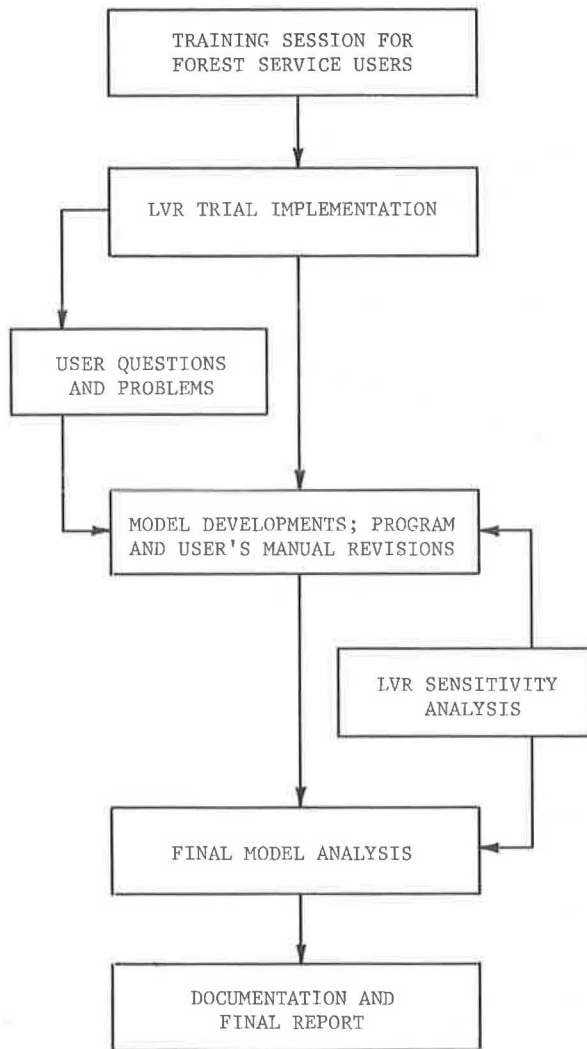 TRAINING SESSION FOR
FOREST SERVICE USERS
LVR TRIAL IMPLEMENTATION
USER QUESTIONS
AND PROBLEMS
MODEL DEVELOPMENTS; PROGRAM
AND USER'S MANUAL REVISIONS
LVR SENSITIVITY
ANALYSIS
FINAL MODEL ANALYSIS
DOCUMENTATION AND
FINAL REPORT